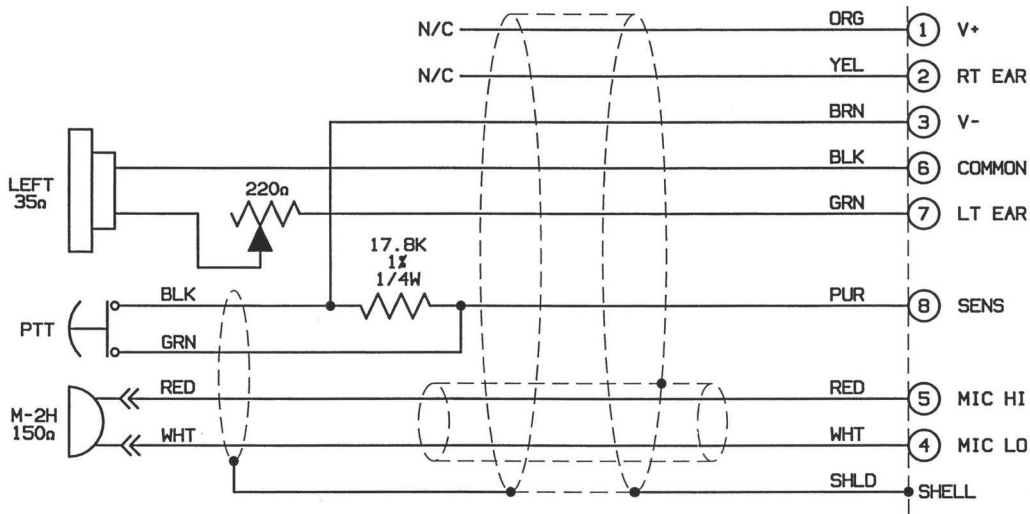 N/C ORG 1 V+
N/C YEL 2 RT EAR
BRN 3 V-
BLK 6 COMMON
LEFT
35Ω
220Ω
GRN 7 LT EAR
17.8K
1%
1/4W
BLK
PUR 8 SENS
PTT
GRN
RED RED 5 MIC HI
M-2H
150Ω
WHT WHT 4 MIC LO
SHLD SHELL